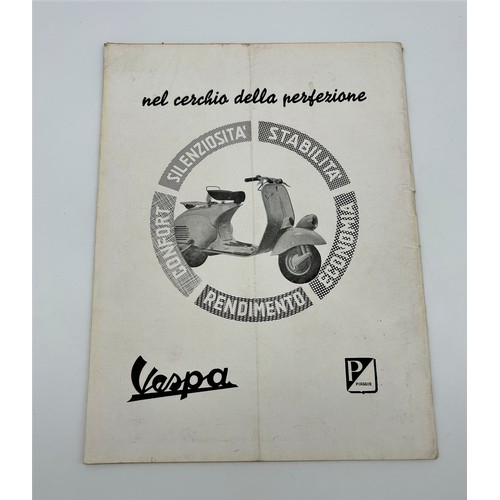 nel cerchio della perfezione
CONFORT
SILENZIOSITA'
STABILITA'
ECONOMIA
RENDIMENTO
Vespa
P
PIAGGIO